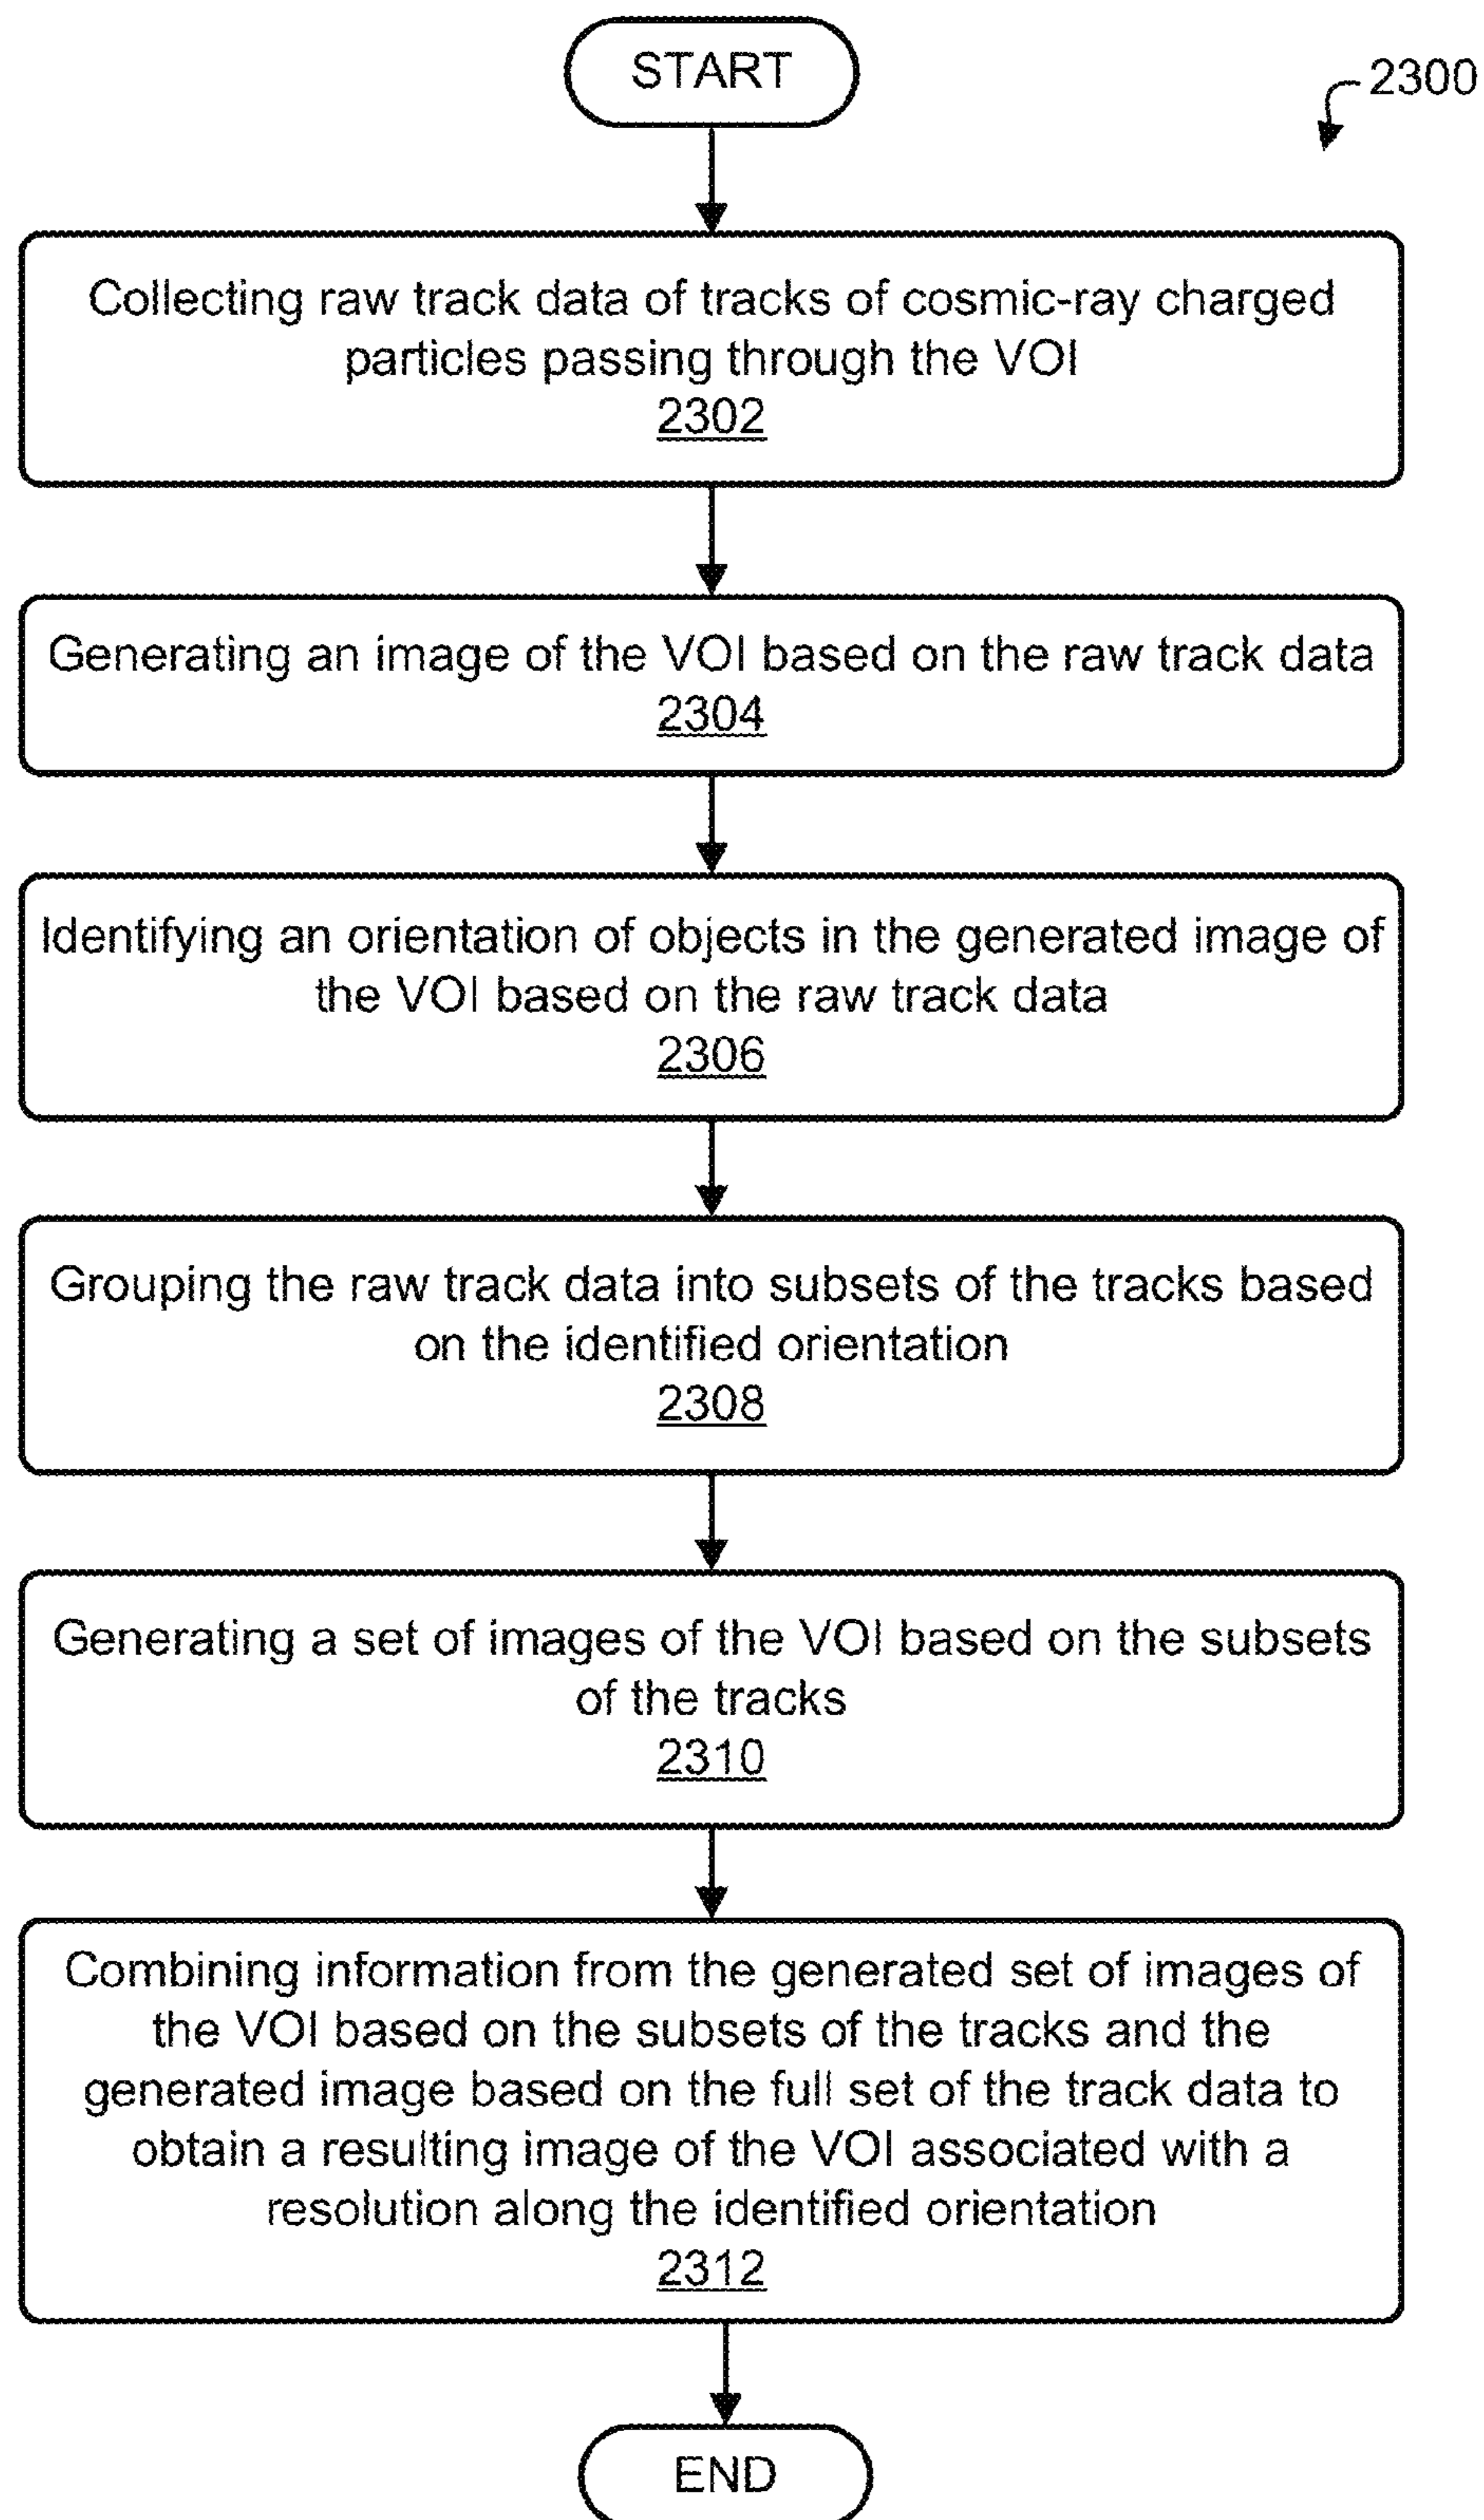 START
2300
Collecting raw track data of tracks of cosmic-ray charged
particles passing through the VOI
2302
Generating an image of the VOI based on the raw track data
2304
Identifying an orientation of objects in the generated image of
the VOI based on the raw track data
2306
Grouping the raw track data into subsets of the tracks based
on the identified orientation
2308
Generating a set of images of the VOI based on the subsets
of the tracks
2310
Combining information from the generated set of images of
the VOI based on the subsets of the tracks and the
generated image based on the full set of the track data to
obtain a resulting image of the VOI associated with a
resolution along the identified orientation
2312
END